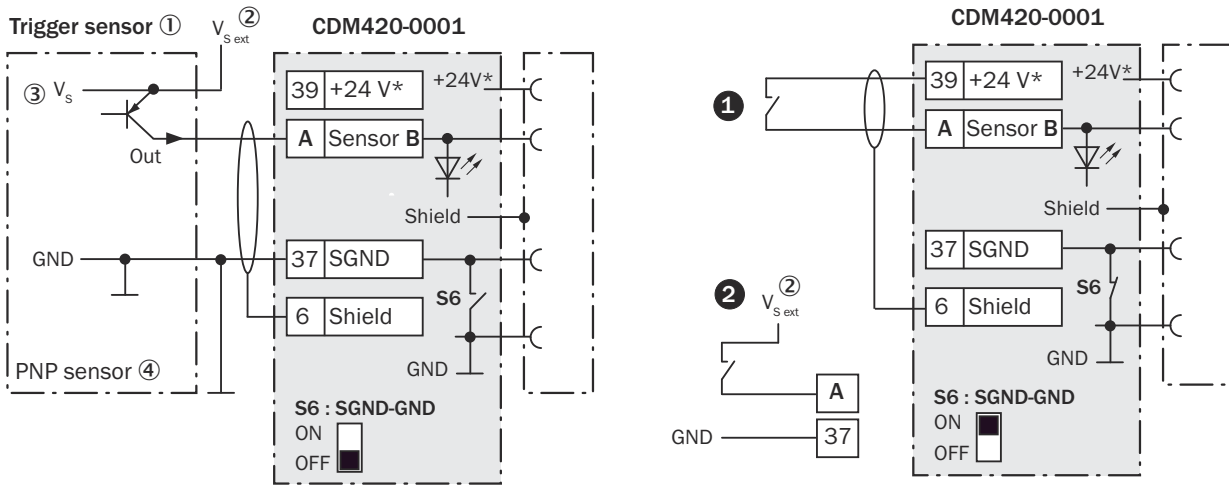 Trigger sensor ①
V S ext ②
CDM420-0001
③ V S
39 +24 V*
+24V*
A Sensor B
Out
Shield
GND
37 SGND
S6
6 Shield
GND
PNP sensor ④
S6 : SGND-GND
ON
OFF
CDM420-0001
❶
39 +24 V*
+24V*
A Sensor B
Shield
37 SGND
❷
V S ext ②
S6
6 Shield
GND
A
GND
37
S6 : SGND-GND
ON
OFF